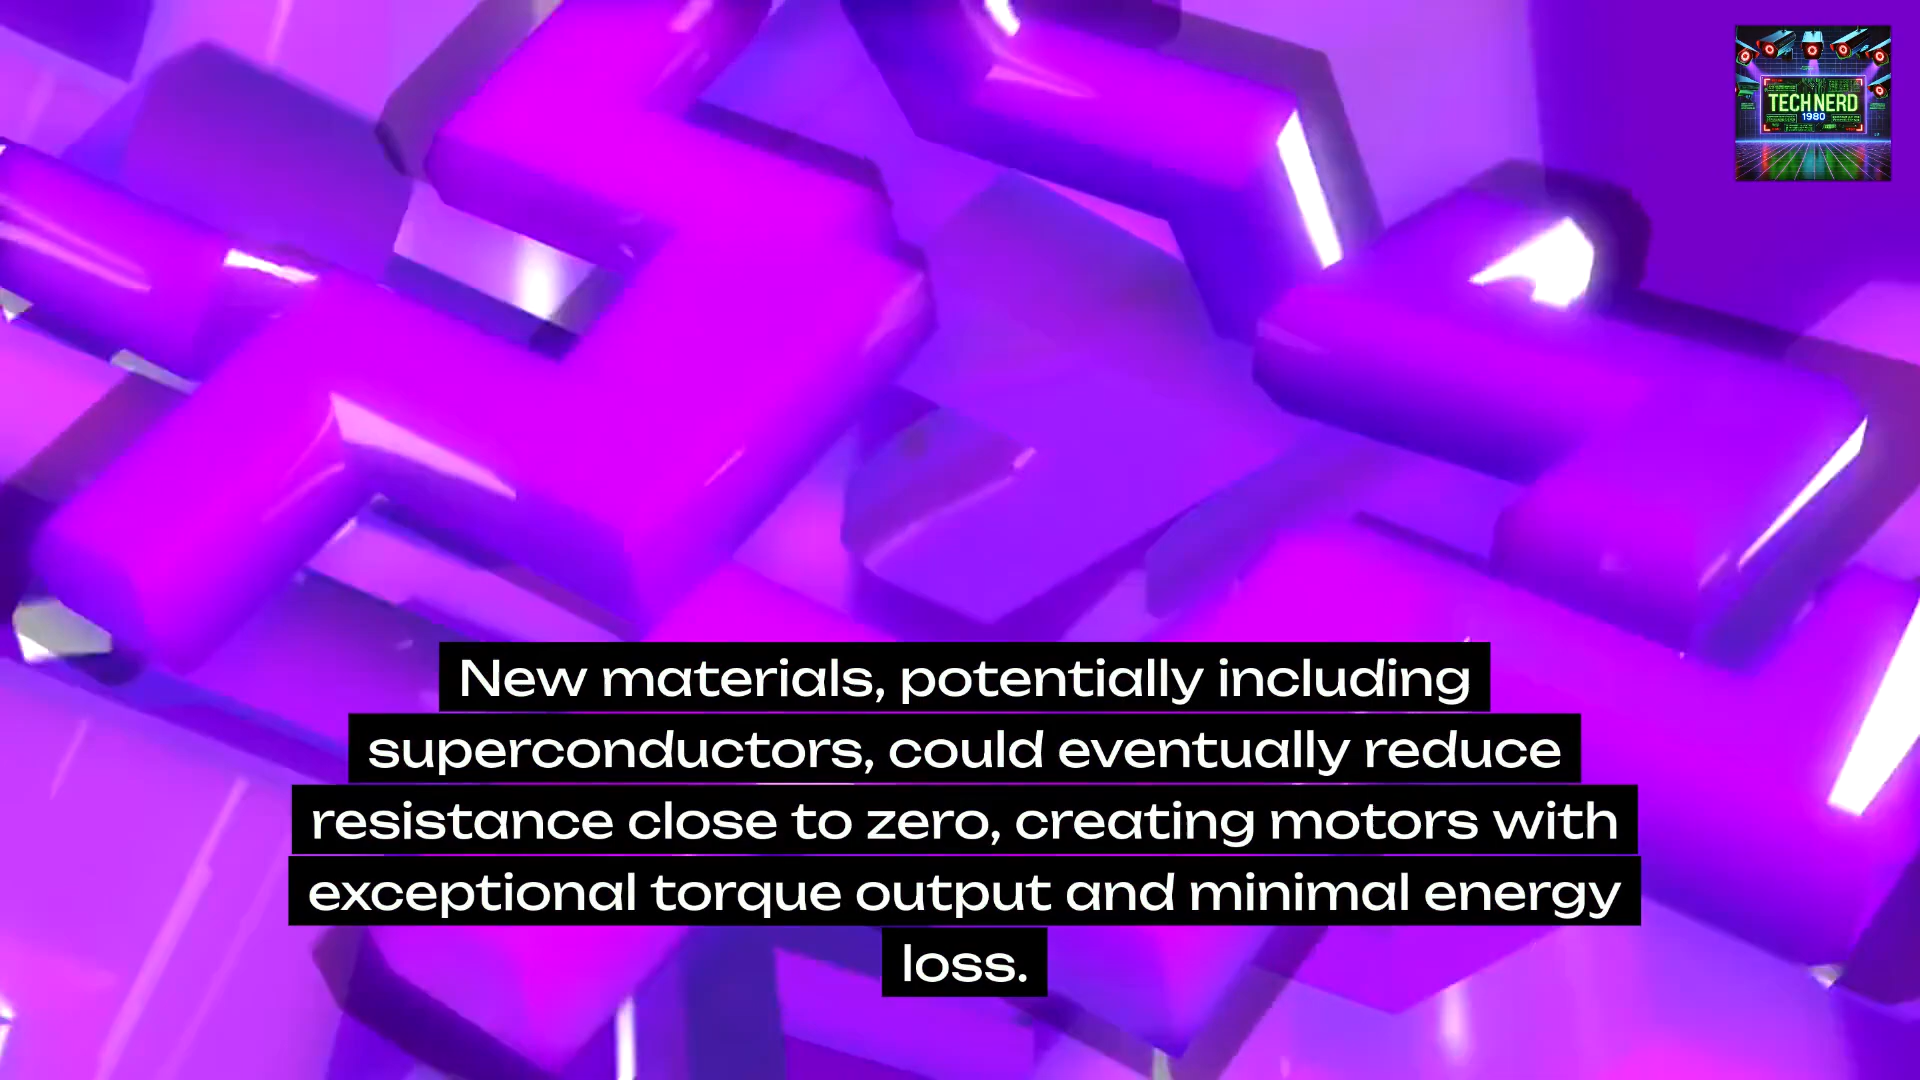 TECH NERD
1980
New materials, potentially including
superconductors, could eventually reduce
resistance close to zero, creating motors with
exceptional torque output and minimal energy
loss.